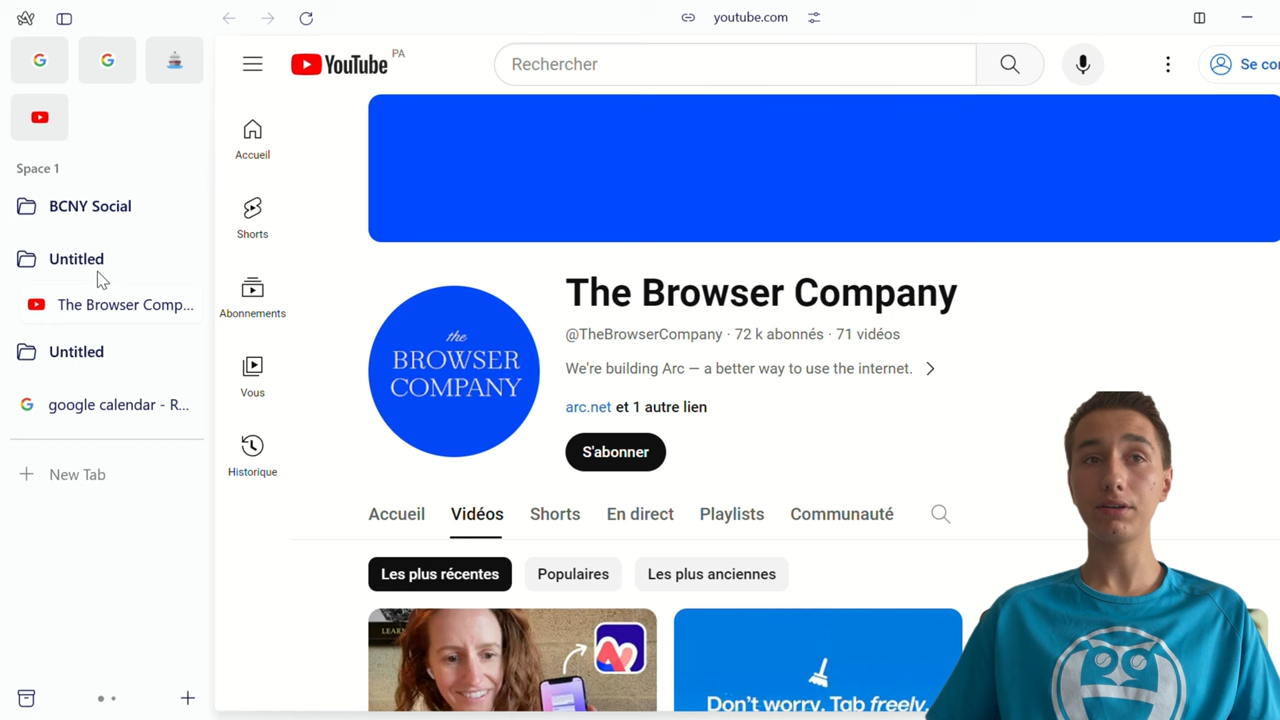 youtube.com
Space 1
BCNY Social
Untitled
The Browser Comp...
Untitled
google calendar - R...
New Tab
YouTube PA
Rechercher
Se con
Accueil
Shorts
Abonnements
Vous
Historique
the
BROWSER
COMPANY
The Browser Company
@TheBrowserCompany · 72 k abonnés · 71 vidéos
We're building Arc — a better way to use the internet.
arc.net et 1 autre lien
S'abonner
Accueil Vidéos Shorts En direct Playlists Communauté
Les plus récentes Populaires Les plus anciennes
Don't worry. Tab freely.